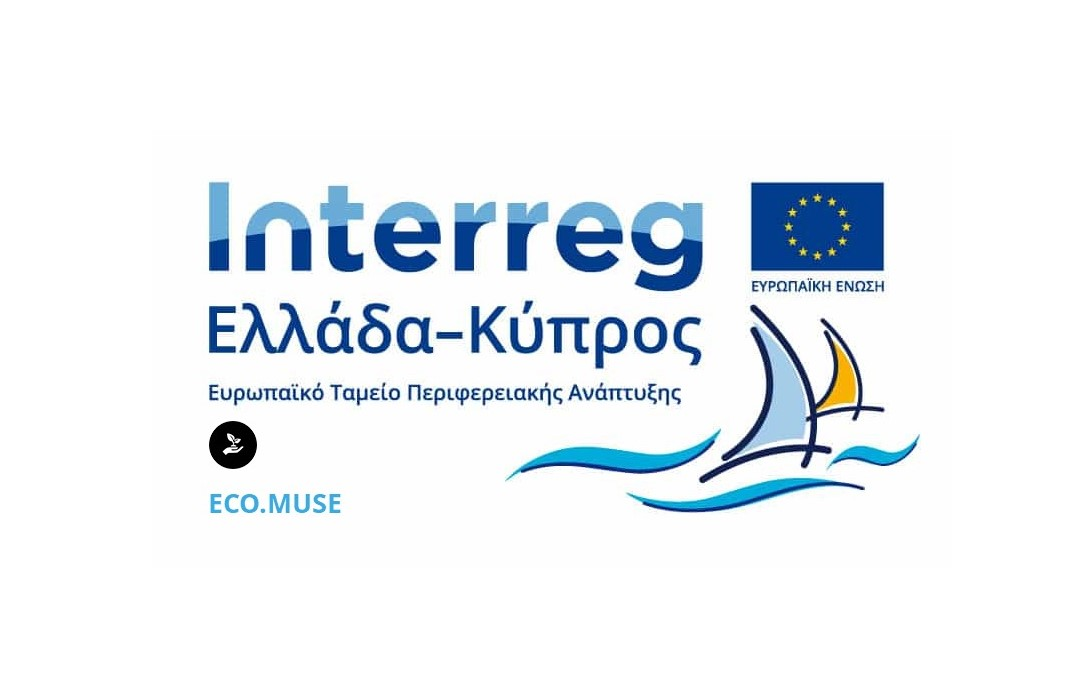 Interreg
ΕΥΡΩΠΑΪΚΗ ΕΝΩΣΗ
Ελλάδα–Κύπρος
Ευρωπαϊκό Ταμείο Περιφερειακής Ανάπτυξης
ECO.MUSE